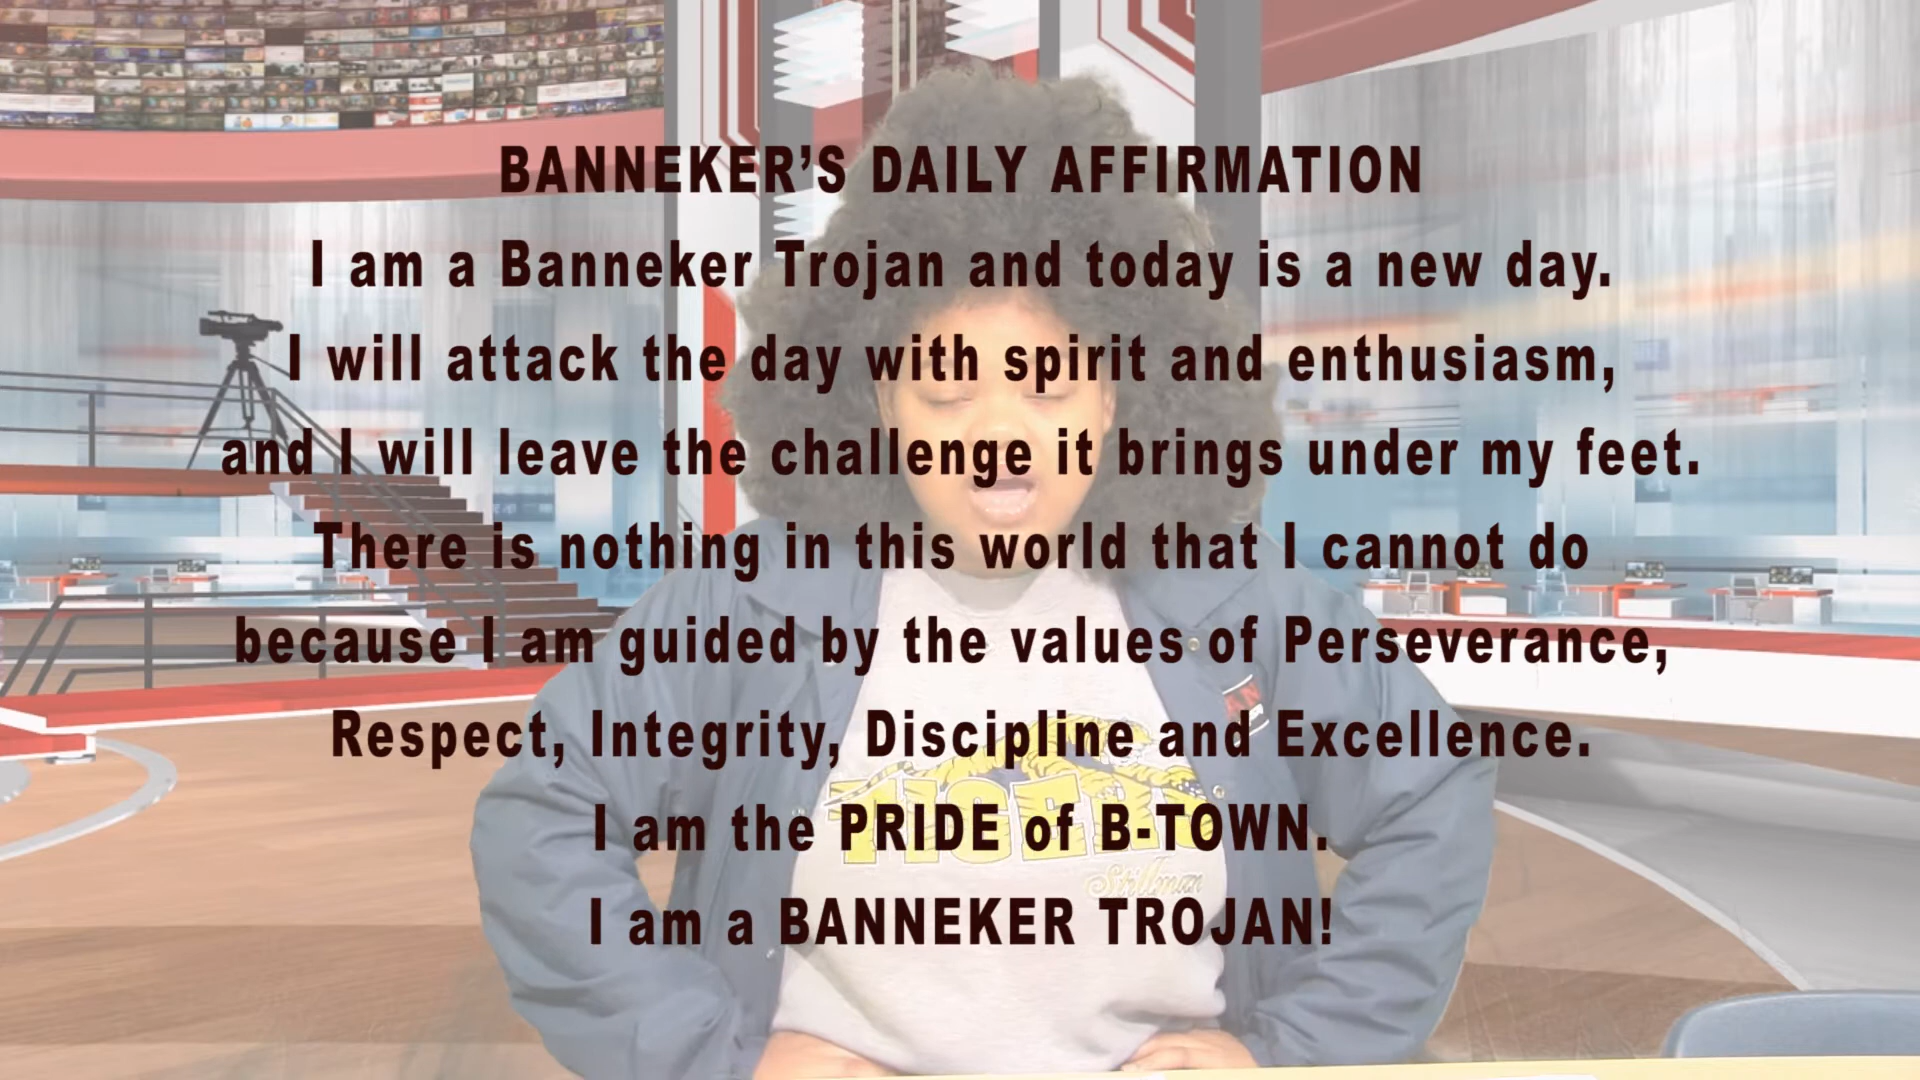 BANNEKER’S DAILY AFFIRMATION
I am a Banneker Trojan and today is a new day.
I will attack the day with spirit and enthusiasm,
and I will leave the challenge it brings under my feet.
There is nothing in this world that I cannot do
because I am guided by the values of Perseverance,
Respect, Integrity, Discipline and Excellence.
I am the PRIDE of B-TOWN.
I am a BANNEKER TROJAN!
TIGERS
Stillman